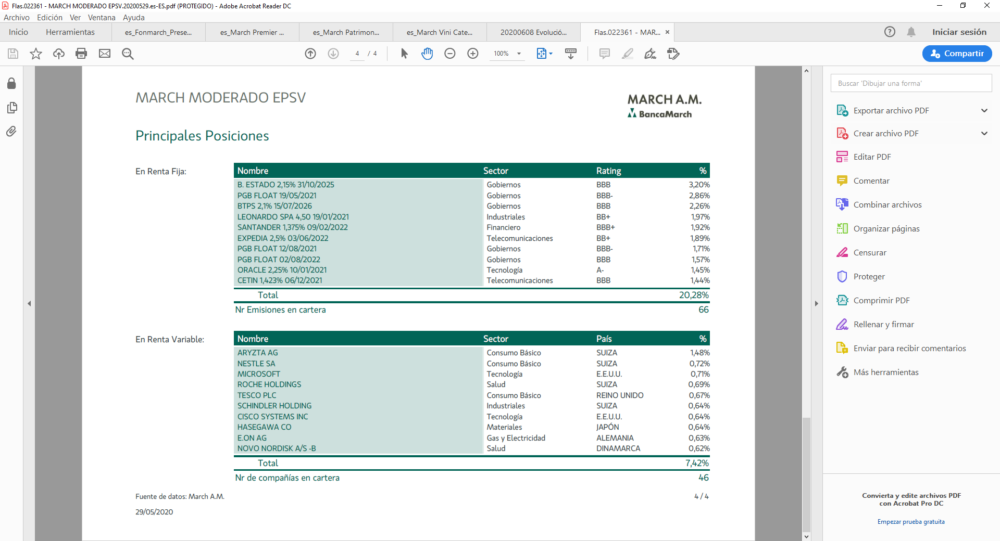 Flas.022361 - MARCH MODERADO EPSV.20200529.es-ES.pdf (PROTEGIDO) - Adobe Acrobat Reader DC
Archivo Edición Ver Ventana Ayuda
Inicio Herramientas es_Fonmarch_Prese... es_March Premier ... es_March Patrimon... es_March Vini Cate... 20200608 Evolució... Flas.022361 - MAR... Iniciar sesión
4 / 4 100% Compartir
MARCH MODERADO EPSV
MARCH A.M.
BancaMarch
Principales Posiciones
En Renta Fija:
Nombre Sector Rating %
B. ESTADO 2,15% 31/10/2025 Gobiernos BBB 3,20%
PGB FLOAT 19/05/2021 Gobiernos BBB- 2,86%
BTPS 2,1% 15/07/2026 Gobiernos BBB 2,26%
LEONARDO SPA 4,50 19/01/2021 Industriales BB+ 1,97%
SANTANDER 1,375% 09/02/2022 Financiero BBB+ 1,92%
EXPEDIA 2,5% 03/06/2022 Telecomunicaciones BB+ 1,89%
PGB FLOAT 12/08/2021 Gobiernos BBB- 1,71%
PGB FLOAT 02/08/2022 Gobiernos BBB 1,57%
ORACLE 2,25% 10/01/2021 Tecnología A- 1,45%
CETIN 1,423% 06/12/2021 Telecomunicaciones BBB 1,44%
Total 20,28%
Nr Emisiones en cartera 66
En Renta Variable:
Nombre Sector País %
ARYZTA AG Consumo Básico SUIZA 1,48%
NESTLE SA Consumo Básico SUIZA 0,72%
MICROSOFT Tecnología E.E.U.U. 0,71%
ROCHE HOLDINGS Salud SUIZA 0,69%
TESCO PLC Consumo Básico REINO UNIDO 0,67%
SCHINDLER HOLDING Industriales SUIZA 0,64%
CISCO SYSTEMS INC Tecnología E.E.U.U. 0,64%
HASEGAWA CO Materiales JAPÓN 0,64%
E.ON AG Gas y Electricidad ALEMANIA 0,63%
NOVO NORDISK A/S -B Salud DINAMARCA 0,62%
Total 7,42%
Nr de compañías en cartera 46
Fuente de datos: March A.M. 4 / 4
29/05/2020
Buscar 'Dibujar una forma'
Exportar archivo PDF
Crear archivo PDF
Editar PDF
Comentar
Combinar archivos
Organizar páginas
Censurar
Proteger
Comprimir PDF
Rellenar y firmar
Enviar para recibir comentarios
Más herramientas
Convierta y edite archivos PDF
con Acrobat Pro DC
Empezar prueba gratuita